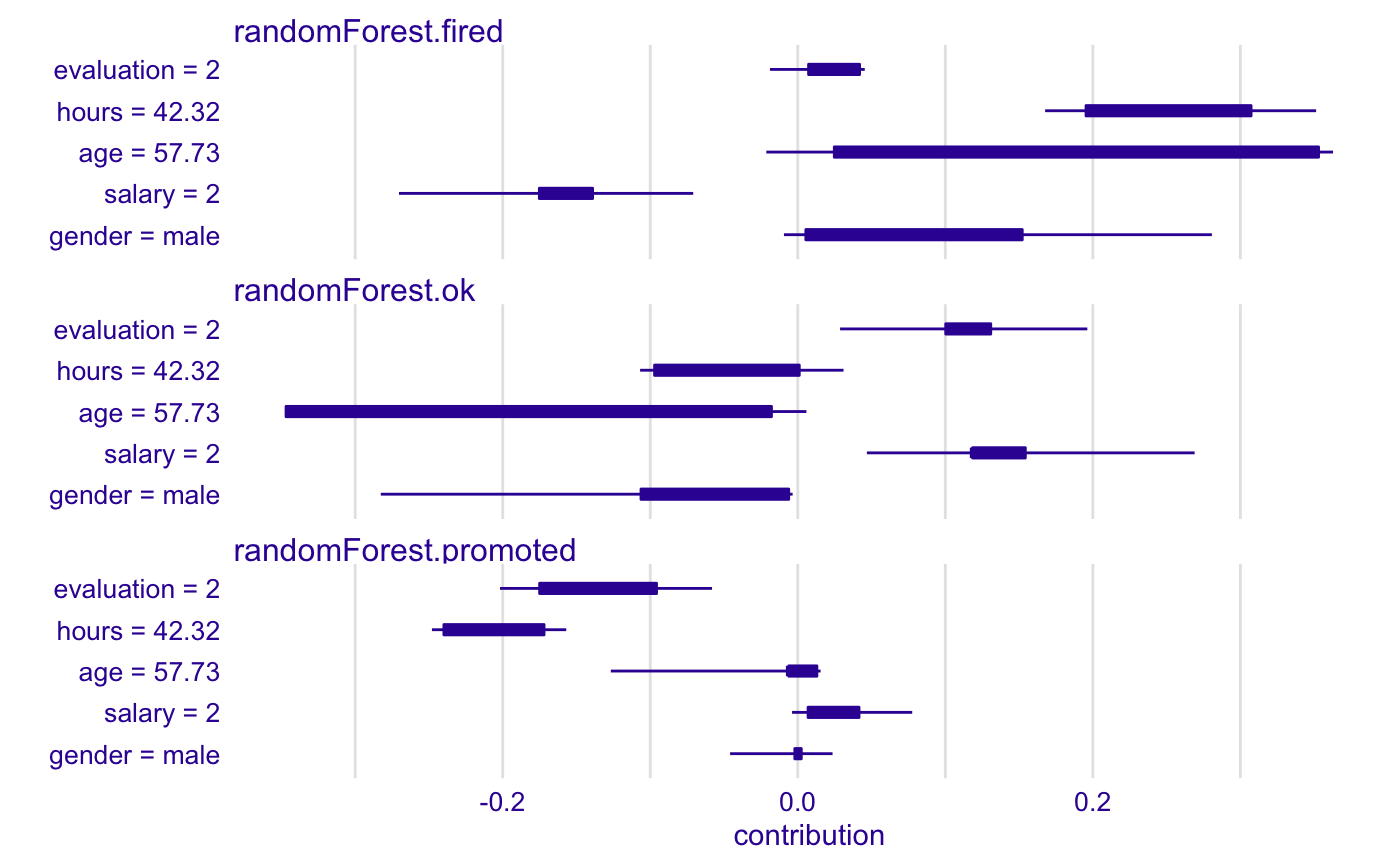 randomForest.fired
evaluation = 2
hours = 42.32
age = 57.73
salary = 2
gender = male
randomForest.ok
evaluation = 2
hours = 42.32
age = 57.73
salary = 2
gender = male
randomForest.promoted
evaluation = 2
hours = 42.32
age = 57.73
salary = 2
gender = male
-0.2 0.0 0.2
contribution